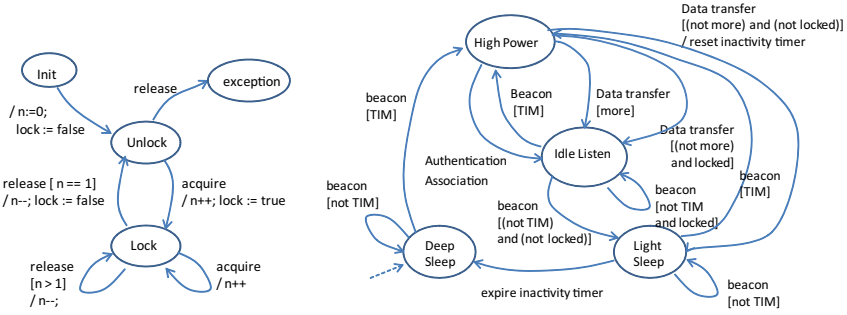 Init
exception
release
/ n:=0;
lock := false
Unlock
release [ n == 1]
/ n--; lock := false
acquire
/ n++; lock := true
Lock
release
[n > 1]
/ n--;
acquire
/ n++
Data transfer
[(not more) and (not locked)]
/ reset inactivity timer
High Power
beacon
[TIM]
Beacon
[TIM]
Data transfer
[more]
Data transfer
[(not more)
and locked]
Idle Listen
Authentication
Association
beacon
[TIM]
beacon
[not TIM]
beacon
[(not TIM)
and (not locked)]
beacon
[not TIM
and locked]
Deep
Sleep
Light
Sleep
expire inactivity timer
beacon
[not TIM]